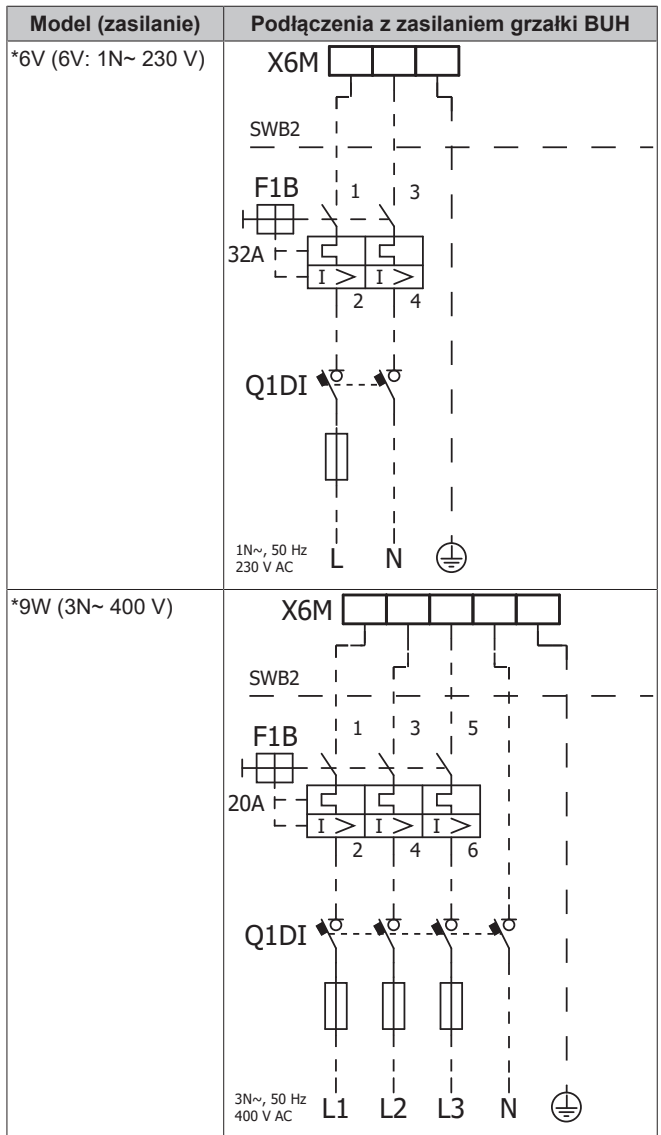 Model (zasilanie) Podłączenia z zasilaniem grzałki BUH
*6V (6V: 1N~ 230 V)
X6M
SWB2
F1B
1 3
32A
I > I >
2 4
Q1DI
1N~, 50 Hz
230 V AC
L N
*9W (3N~ 400 V)
X6M
SWB2
F1B
1 3 5
20A
I > I > I >
2 4 6
Q1DI
3N~, 50 Hz
400 V AC
L1 L2 L3 N